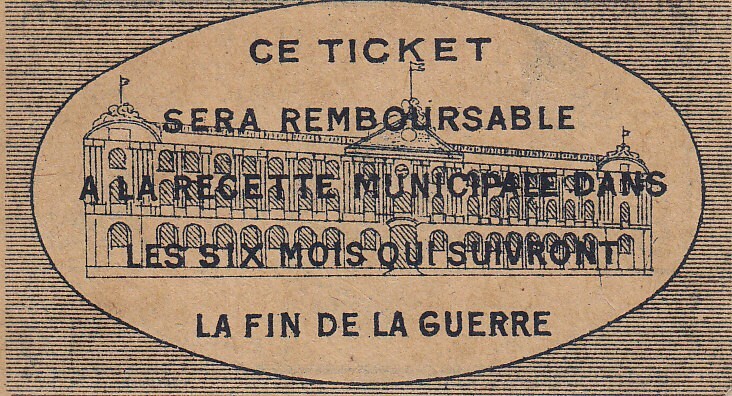 CE TICKET
SERA REMBOURSABLE
A LA RECETTE MUNICIPALE DANS
LES SIX MOIS QUI SUIVRONT
LA FIN DE LA GUERRE